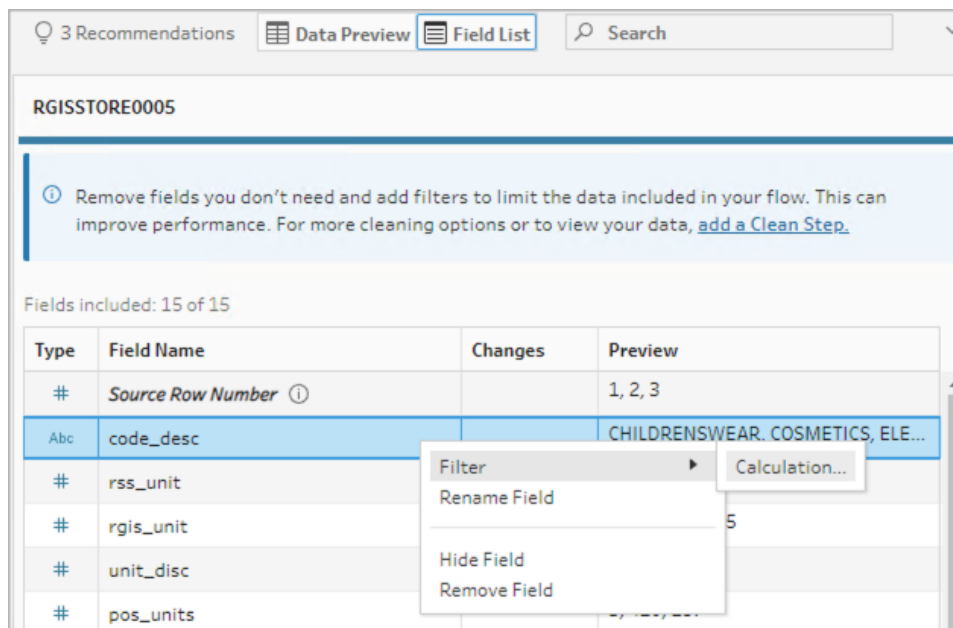 3 Recommendations Data Preview Field List Search
RGISSTORE0005
Remove fields you don't need and add filters to limit the data included in your flow. This can
improve performance. For more cleaning options or to view your data, add a Clean Step.
Fields included: 15 of 15
Type Field Name Changes Preview
# Source Row Number 1, 2, 3
Abc code_desc CHILDRENSWEAR, COSMETICS, ELE...
Filter Calculation...
# rss_unit
Rename Field
# rgis_unit 5
Hide Field
# unit_disc
Remove Field
# pos_units